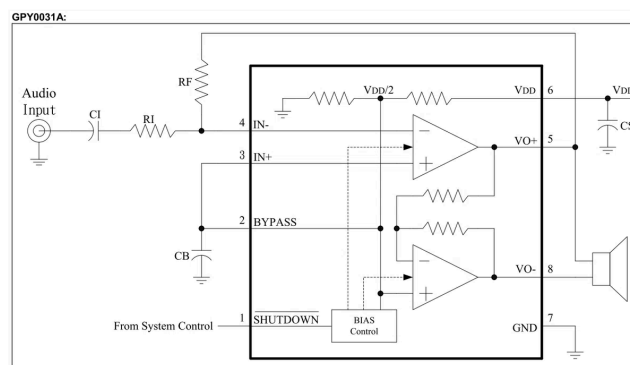 GPY0031A:
RF
VDD/2
VDD
6
Audio
Input
CI
RI
4
IN-
VO+
5
3
IN+
2
BYPASS
CB
VO-
8
1
SHUTDOWN
BIAS
Control
From System Control
GND
7